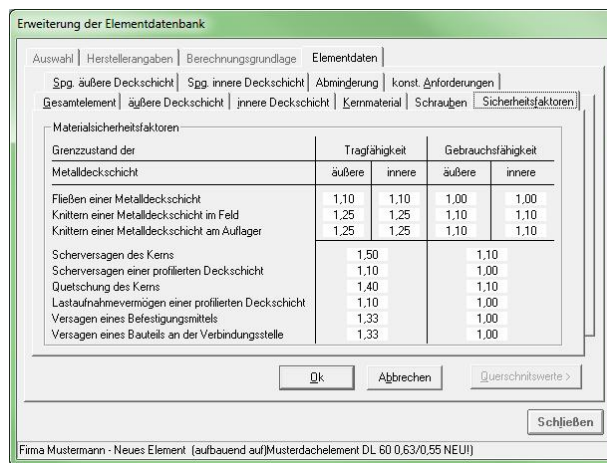 Erweiterung der Elementdatenbank
Auswahl | Herstellerangaben | Berechnungsgrundlage | Elementdaten
Spg. äußere Deckschicht | Spg. innere Deckschicht | Abminderung | konst. Anforderungen
Gesamtelement | äußere Deckschicht | innere Deckschicht | Kernmaterial | Schrauben | Sicherheitsfaktoren
Materialsicherheitsfaktoren
Grenzzustand der Tragfähigkeit Gebrauchsfähigkeit
Metalldeckschicht äußere innere äußere innere
Fließen einer Metalldeckschicht 1,10 1,10 1,00 1,00
Knittern einer Metalldeckschicht im Feld 1,25 1,25 1,10 1,10
Knittern einer Metalldeckschicht am Auflager 1,25 1,25 1,10 1,10
Scherversagen des Kerns 1,50 1,10
Scherversagen einer profilierten Deckschicht 1,10 1,00
Quetschung des Kerns 1,40 1,10
Lastaufnahmevermögen einer profilierten Deckschicht 1,10 1,00
Versagen eines Befestigungsmittels 1,33 1,00
Versagen eines Bauteils an der Verbindungsstelle 1,33 1,00
Ok Abbrechen Querschnitswerte >
Schließen
Firma Mustermann - Neues Element (aufbauend auf)Musterdachelement DL 60 0,63/0,55 NEU!)